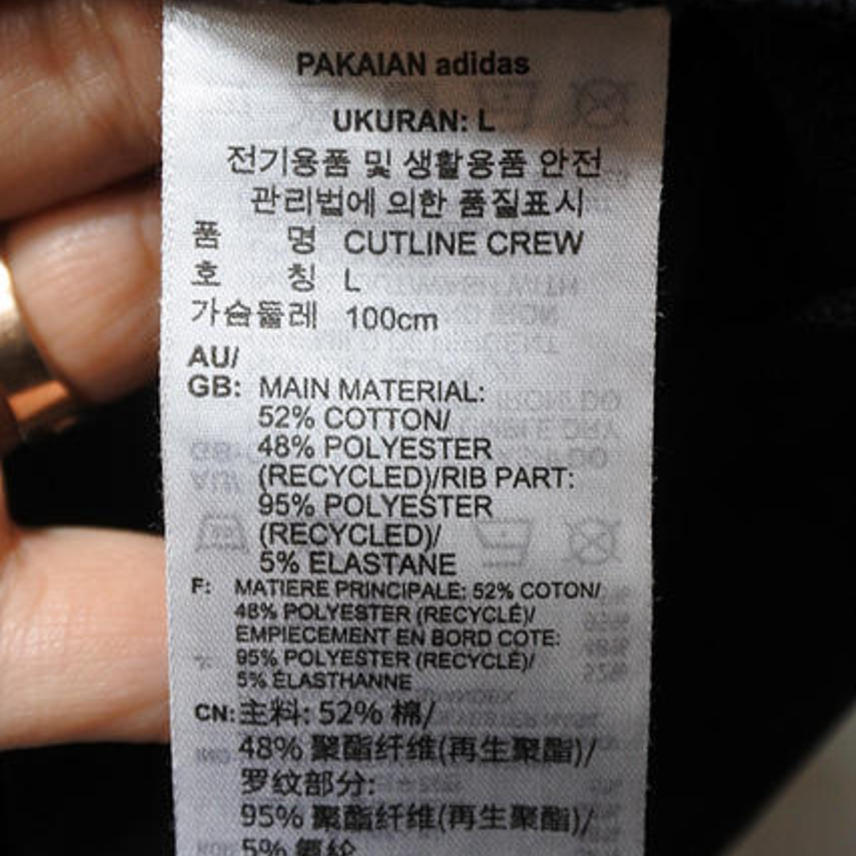 PAKAIAN adidas
UKURAN: L
전기용품 및 생활용품 안전
관리법에 의한 품질표시
품 명 CUTLINE CREW
호 칭 L
가슴둘레 100cm
AU/
GB: MAIN MATERIAL:
52% COTTON/
48% POLYESTER
(RECYCLED)/RIB PART:
95% POLYESTER
(RECYCLED)/
5% ELASTANE
F: MATIERE PRINCIPALE: 52% COTON/
48% POLYESTER (RECYCLÉ)/
EMPIECEMENT EN BORD COTE:
95% POLYESTER (RECYCLÉ)/
5% ÉLASTHANNE
CN: 主料: 52% 棉/
48% 聚酯纤维(再生聚酯)/
罗纹部分:
95% 聚酯纤维(再生聚酯)/
5% 氨纶